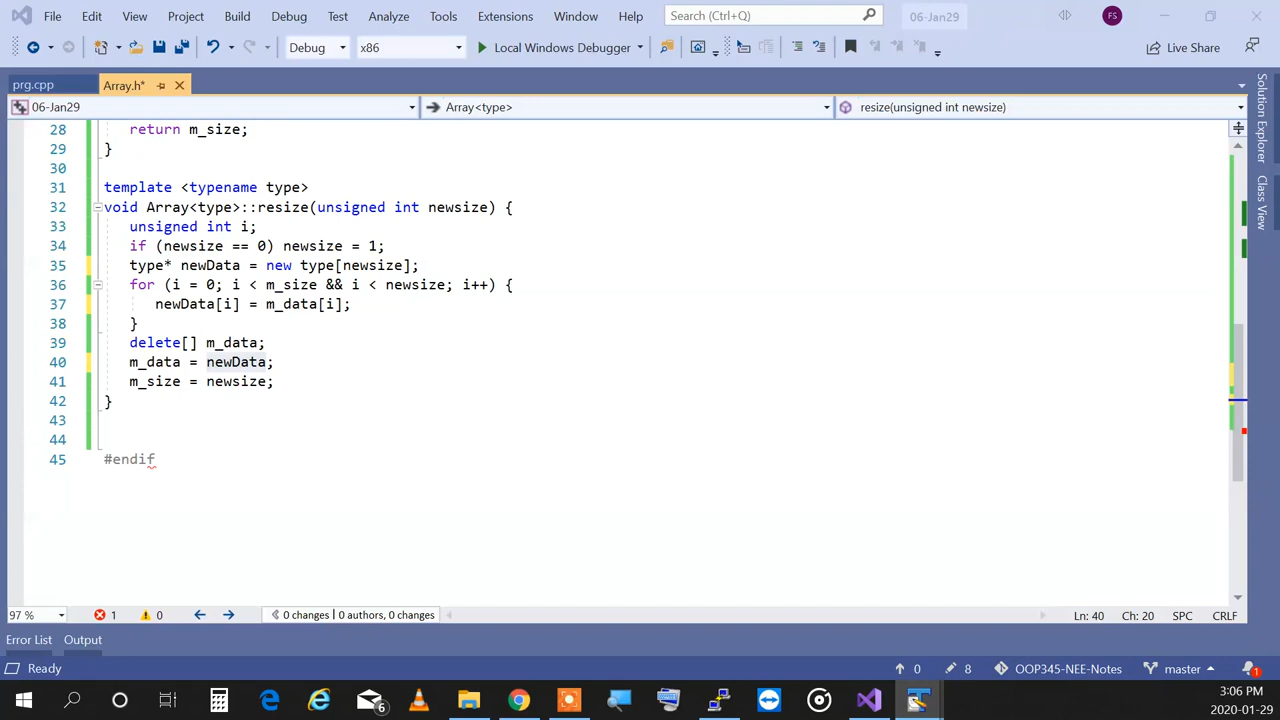 File Edit View Project Build Debug Test Analyze Tools Extensions Window Help Search (Ctrl+Q) 06-Jan29 FS
Debug x86 Local Windows Debugger Live Share
prg.cpp Array.h*
06-Jan29 Array<type> resize(unsigned int newsize)
28 return m_size;
29 }
30
31 template <typename type>
32 void Array<type>::resize(unsigned int newsize) {
33 unsigned int i;
34 if (newsize == 0) newsize = 1;
35 type* newData = new type[newsize];
36 for (i = 0; i < m_size && i < newsize; i++) {
37 newData[i] = m_data[i];
38 }
39 delete[] m_data;
40 m_data = newData;
41 m_size = newsize;
42 }
43
44
45 #endif
Solution Explorer
Class View
97 % 1 0 0 changes | 0 authors, 0 changes Ln: 40 Ch: 20 SPC CRLF
Error List Output
Ready 0 8 OOP345-NEE-Notes master 1
6 3:06 PM
2020-01-29